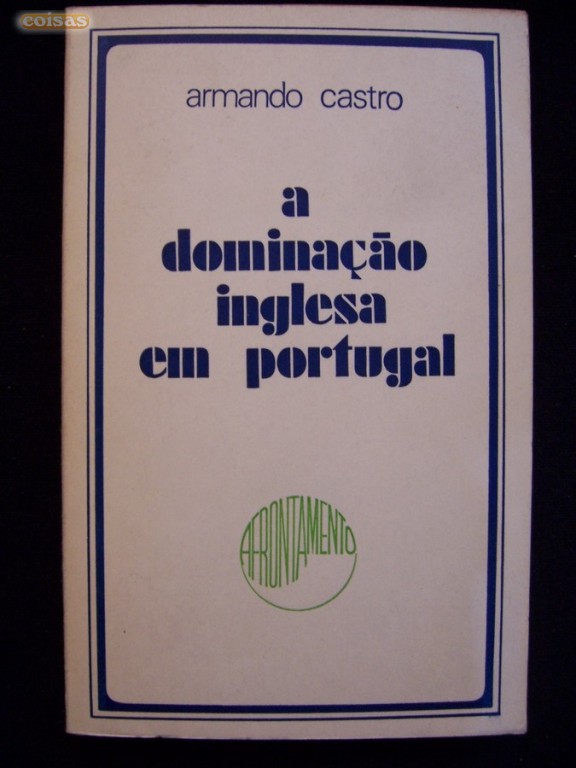 coisas
armando castro
a
dominação
inglesa
em portugal
AFRONTAMENTO